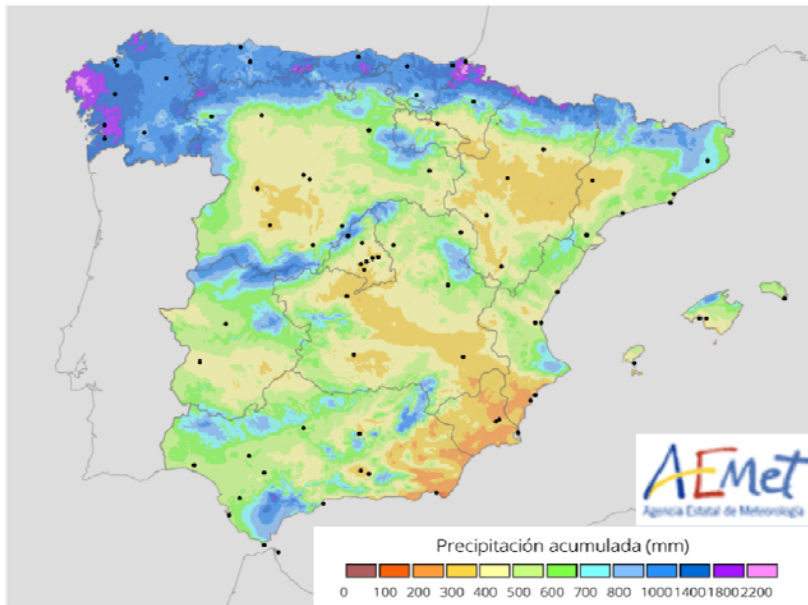 AEMet
Agencia Estatal de Meteorología
Precipitación acumulada (mm)
0 100 200 300 400 500 600 700 800 1000 1400 1800 2200